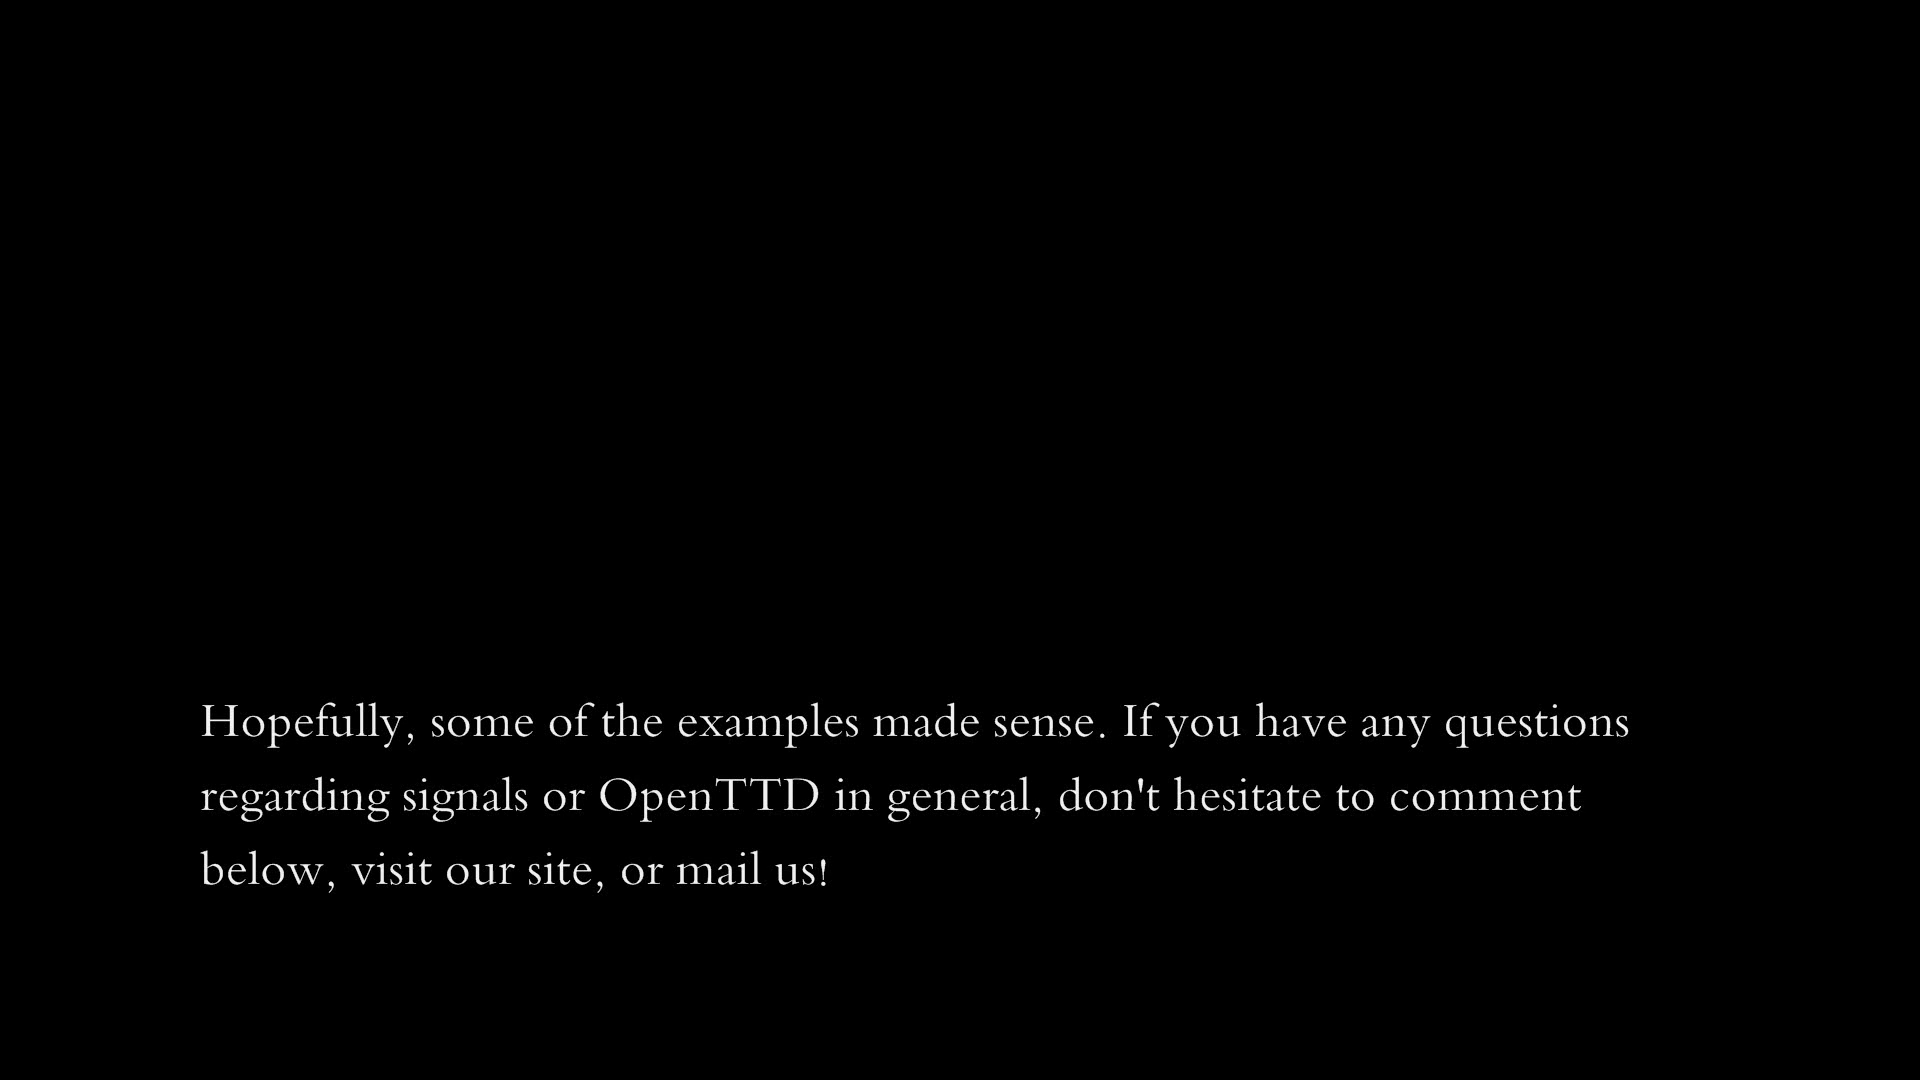 Hopefully, some of the examples made sense. If you have any questions
regarding signals or OpenTTD in general, don't hesitate to comment
below, visit our site, or mail us!